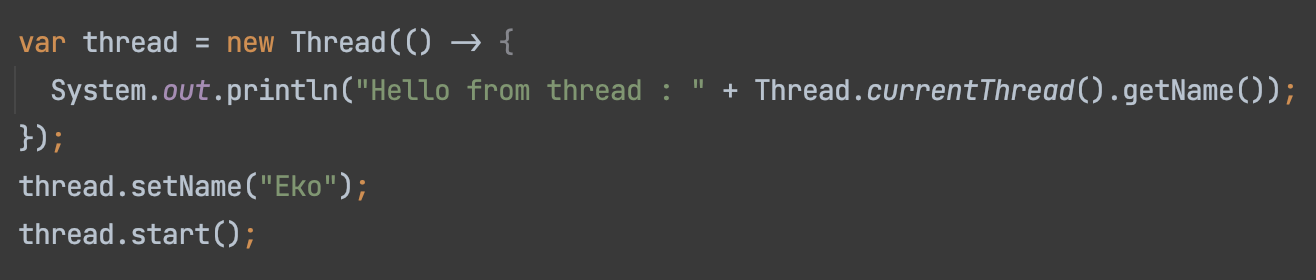 var thread = new Thread(() -> {
  System.out.println("Hello from thread : " + Thread.currentThread().getName());
});
thread.setName("Eko");
thread.start();